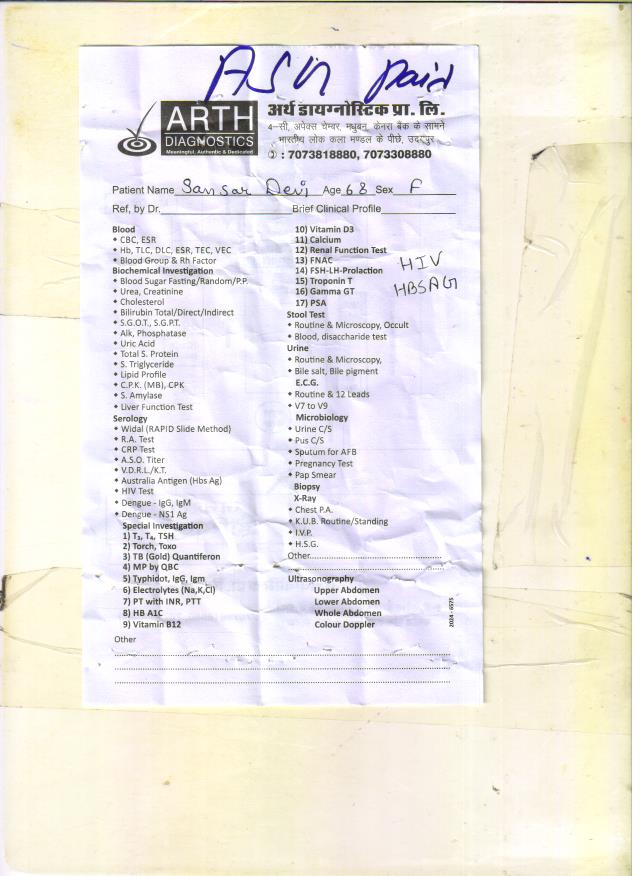 ASH paid
ARTH
DIAGNOSTICS
Meaningful, Authentic & Dedicated
अर्थ डायग्नोस्टिक प्रा. लि.
4-सी, अपेक्स चेम्बर, मधुबन, केनरा बैंक के सामने
भारतीय लोक कला मण्डल के पीछे, उदयपुर
: 7073818880, 7073308880
Patient Name Sansar Devi Age 68 Sex F
Ref, by Dr. Brief Clinical Profile
Blood
CBC, ESR
Hb, TLC, DLC, ESR, TEC, VEC
Blood Group & Rh Factor
Biochemical Investigation
Blood Sugar Fasting/Random/P.P.
Urea, Creatinine
Cholesterol
Bilirubin Total/Direct/Indirect
S.G.O.T., S.G.P.T.
Alk, Phosphatase
Uric Acid
Total S. Protein
S. Triglyceride
Lipid Profile
C.P.K. (MB), CPK
S. Amylase
Liver Function Test
Serology
Widal (RAPID Slide Method)
R.A. Test
CRP Test
A.S.O. Titer
V.D.R.L./K.T.
Australia Antigen (Hbs Ag)
HIV Test
Dengue - IgG, IgM
Dengue - NS1 Ag
Special Investigation
1) T₃, T₄, TSH
2) Torch, Toxo
3) TB (Gold) Quantiferon
4) MP by QBC
5) Typhidot, IgG, Igm
6) Electrolytes (Na,K,Cl)
7) PT with INR, PTT
8) HB A1C
9) Vitamin B12
Other
10) Vitamin D3
11) Calcium
12) Renal Function Test
13) FNAC
14) FSH-LH-Prolaction
15) Troponin T
16) Gamma GT
17) PSA
HIV
HBSAG
Stool Test
Routine & Microscopy, Occult
Blood, disaccharide test
Urine
Routine & Microscopy,
Bile salt, Bile pigment
E.C.G.
Routine & 12 Leads
V7 to V9
Microbiology
Urine C/S
Pus C/S
Sputum for AFB
Pregnancy Test
Pap Smear
Biopsy
X-Ray
Chest P.A.
K.U.B. Routine/Standing
I.V.P.
H.S.G.
Other
Ultrasonography
Upper Abdomen
Lower Abdomen
Whole Abdomen
Colour Doppler
2024 - 6575